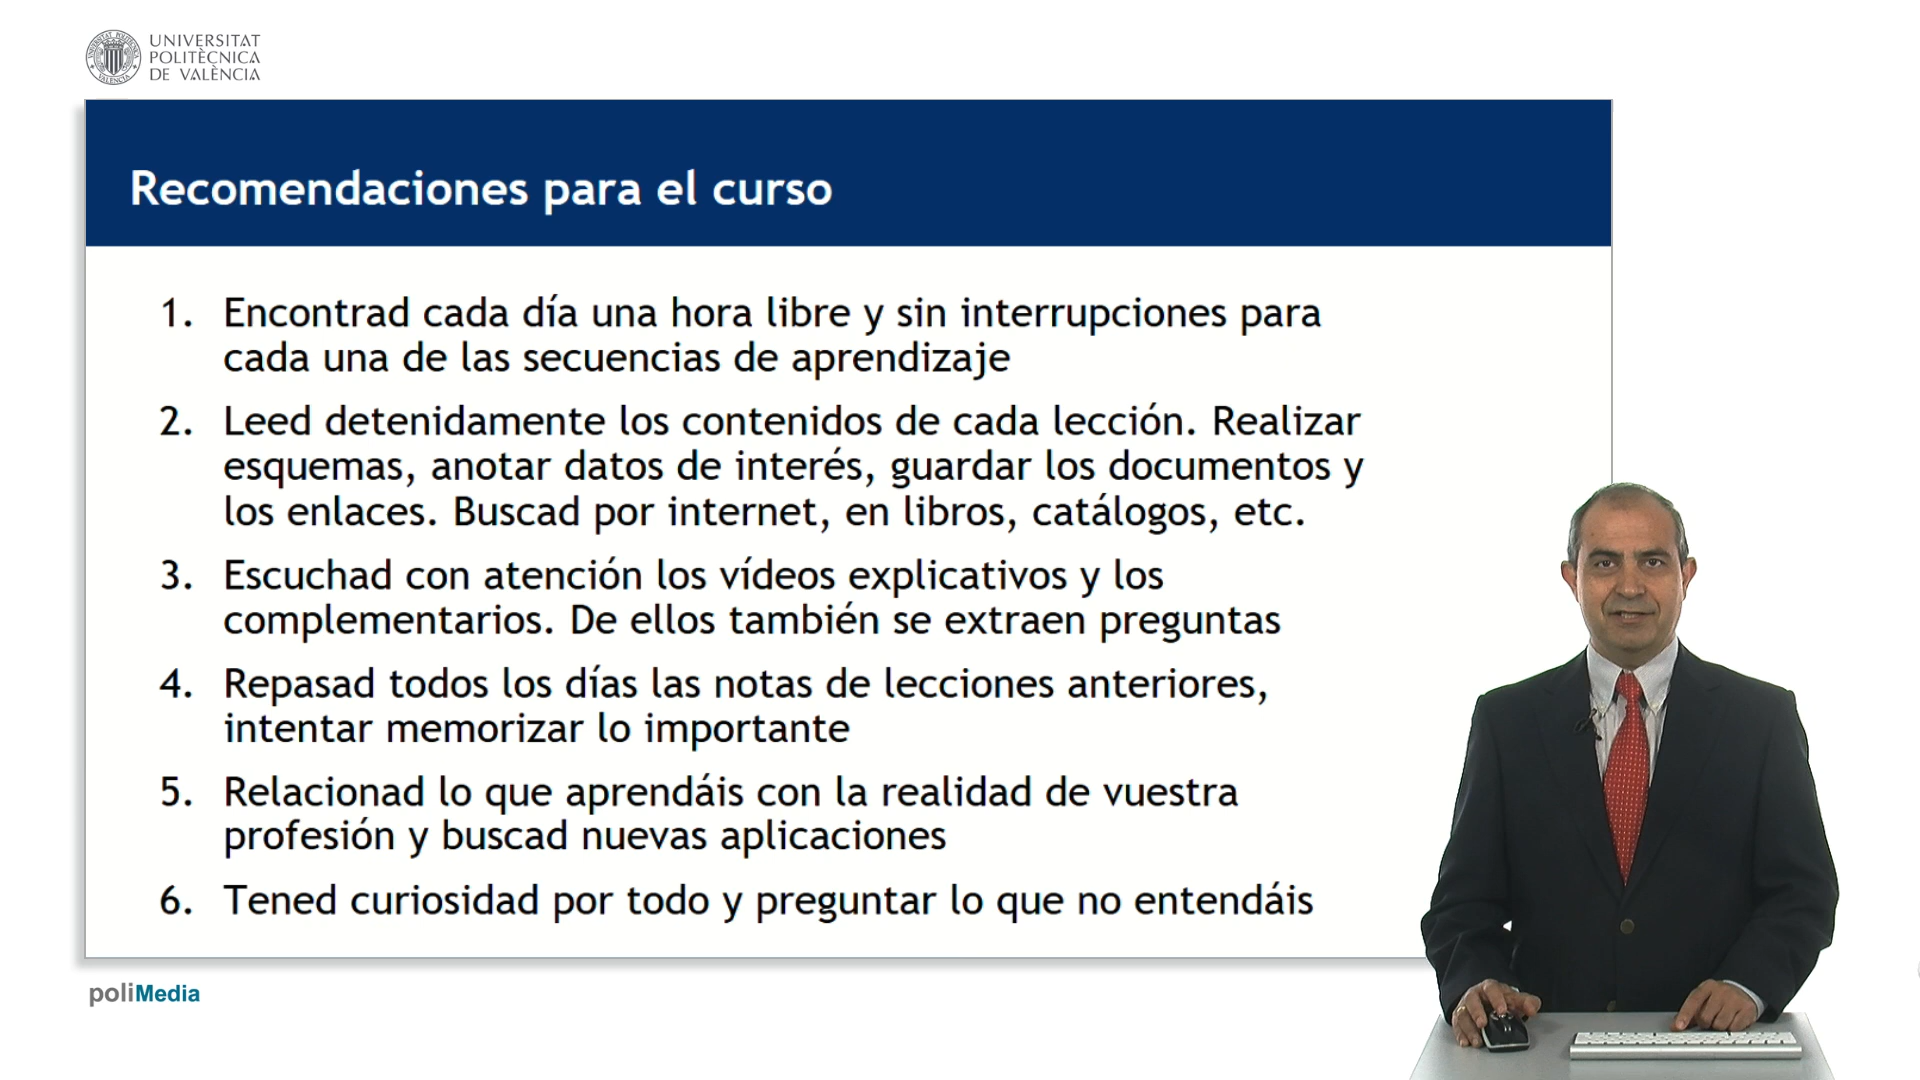 UNIVERSITAT
POLITÈCNICA
DE VALÈNCIA
Recomendaciones para el curso
1. Encontrad cada día una hora libre y sin interrupciones para
cada una de las secuencias de aprendizaje
2. Leed detenidamente los contenidos de cada lección. Realizar
esquemas, anotar datos de interés, guardar los documentos y
los enlaces. Buscad por internet, en libros, catálogos, etc.
3. Escuchad con atención los vídeos explicativos y los
complementarios. De ellos también se extraen preguntas
4. Repasad todos los días las notas de lecciones anteriores,
intentar memorizar lo importante
5. Relacionad lo que aprendáis con la realidad de vuestra
profesión y buscad nuevas aplicaciones
6. Tened curiosidad por todo y preguntar lo que no entendáis
poliMedia